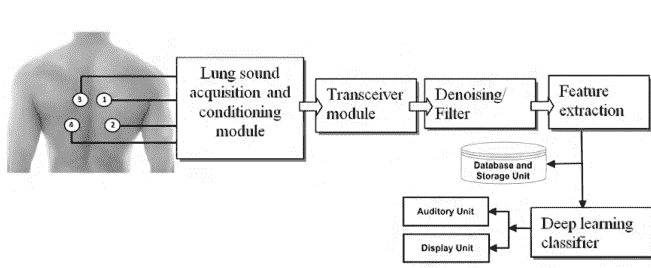 3
1
4
2
Lung sound
acquisition and
conditioning
module
Transceiver
module
Denoising/
Filter
Feature
extraction
Database and
Storage Unit
Auditory Unit
Display Unit
Deep learning
classifier